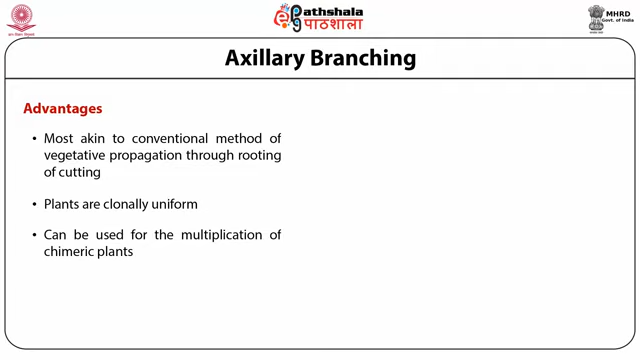 ePathshala
पाठशाला
MHRD
Govt. of India
Axillary Branching
Advantages
• Most akin to conventional method of
vegetative propagation through rooting
of cutting
• Plants are clonally uniform
• Can be used for the multiplication of
chimeric plants